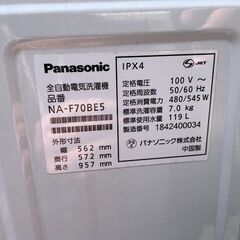 Panasonic
全自動電気洗濯機
品番
NA-F70BE5
外形寸法
幅 562 mm
奥行 572 mm
高さ 957 mm
IPX4
JET
定格電圧 100 V ～
定格周波数 50/60 Hz
定格消費電力 480/545 W
標準洗濯容量 7.0 kg
標準使用水量 119 L
製造番号 1842400034
パナソニック株式会社
中国製